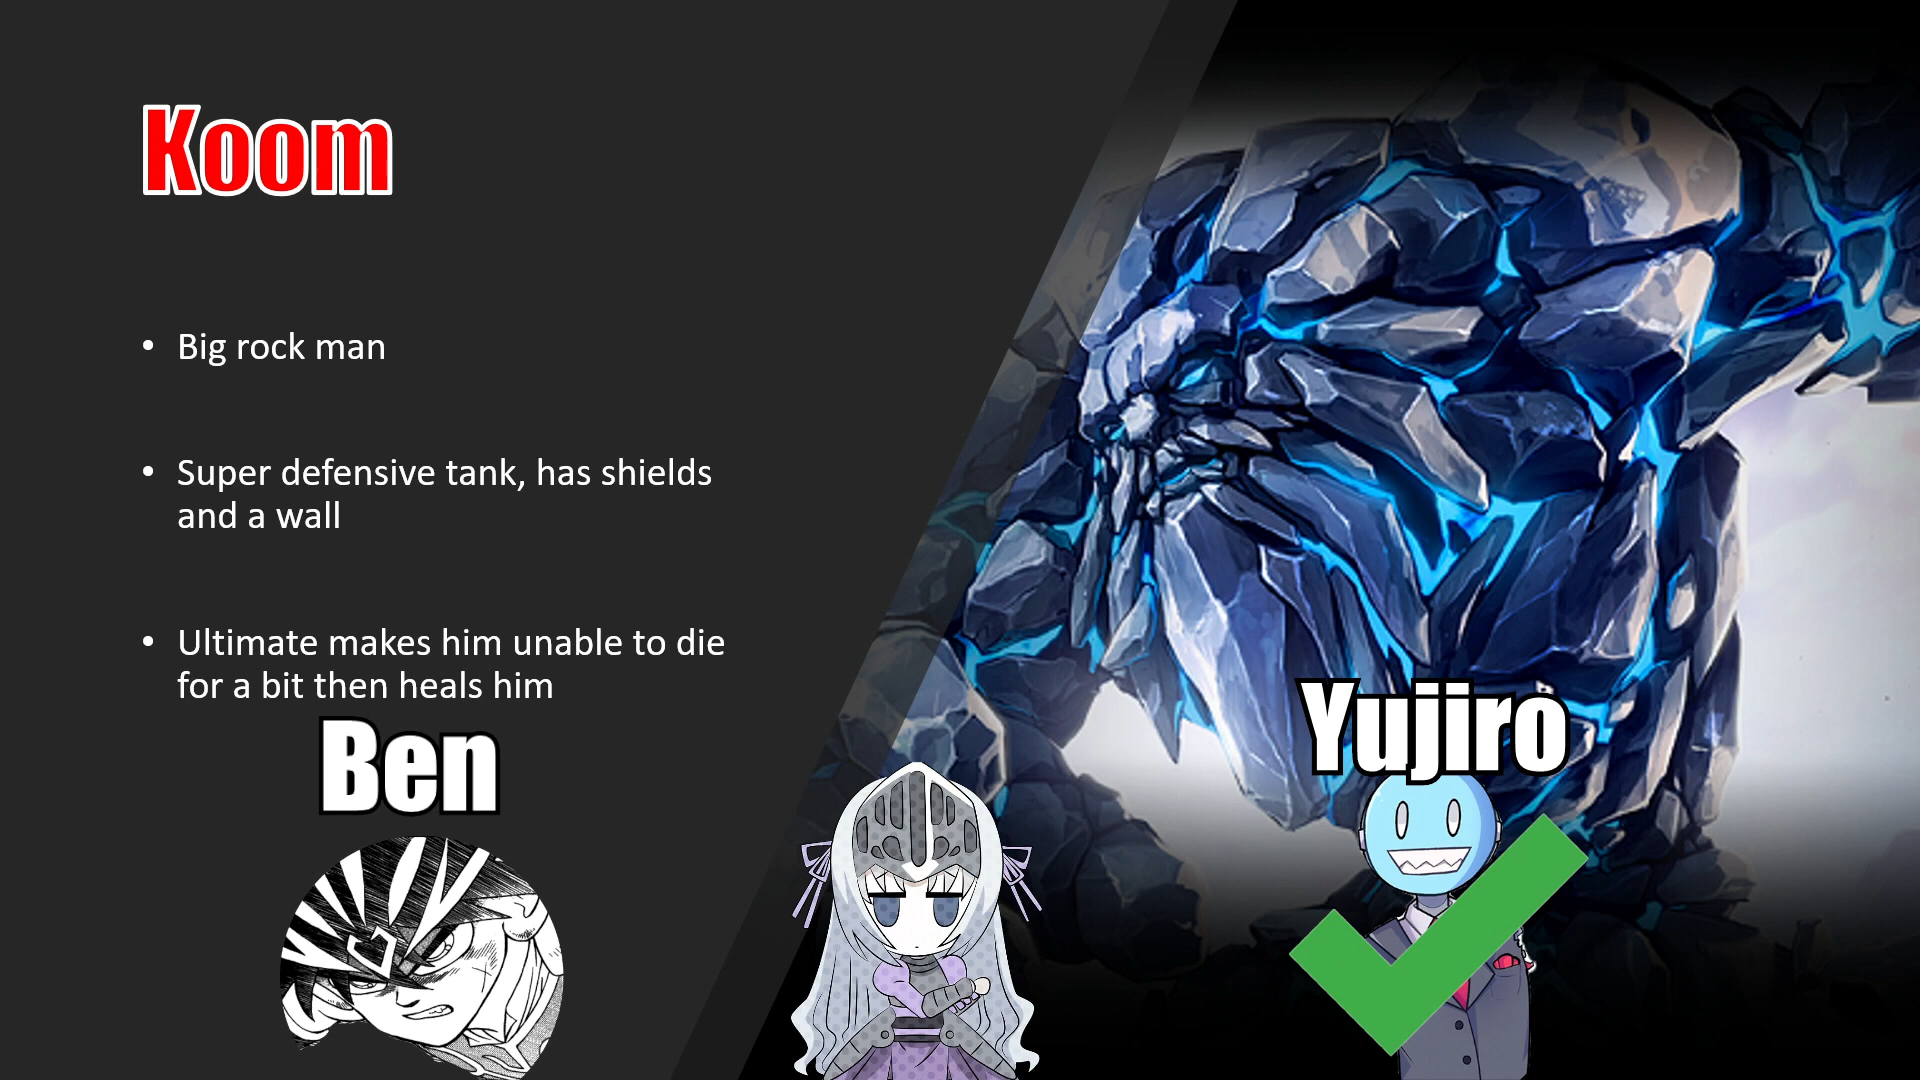 Koom
• Big rock man
• Super defensive tank, has shields
and a wall
• Ultimate makes him unable to die
for a bit then heals him
Ben
Yujiro